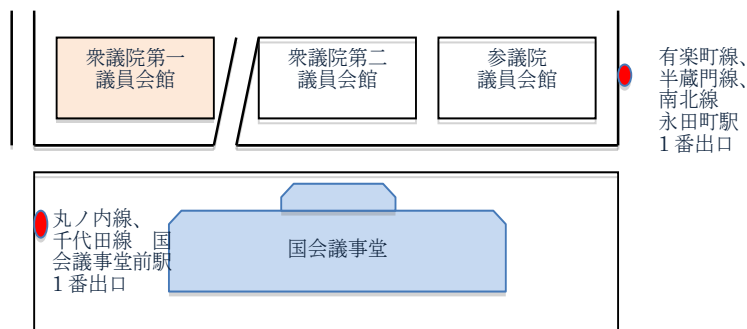 衆議院第一
議員会館
衆議院第二
議員会館
参議院
議員会館
有楽町線、
半蔵門線、
南北線
永田町駅
１番出口
丸ノ内線、
千代田線　国
会議事堂前駅
１番出口
国会議事堂